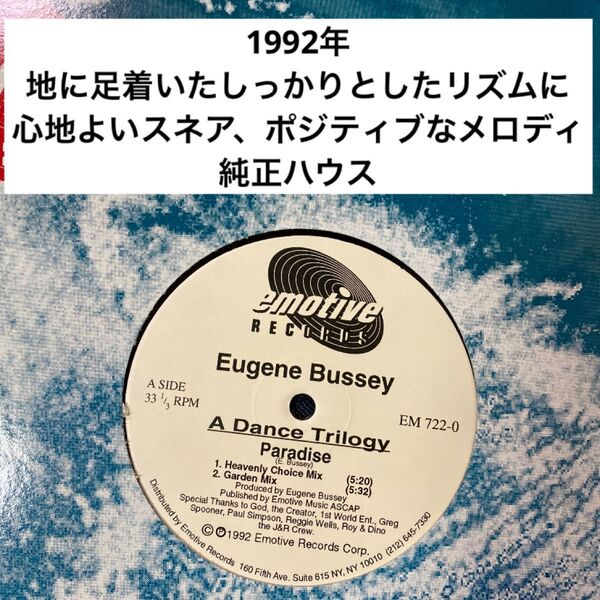 1992年
地に足着いたしっかりとしたリズムに
心地よいスネア、ポジティブなメロディ
純正ハウス
emotive
RECORDS
Eugene Bussey
A SIDE
33 1/3 RPM
EM 722-0
A Dance Trilogy
Paradise
(E. Bussey)
1. Heavenly Choice Mix (5:20)
2. Garden Mix (5:32)
Produced by Eugene Bussey
Published by Emotive Music ASCAP
Special Thanks to God, the Creator, 1st World Ent., Greg
Spooner, Paul Simpson, Reggie Wells, Roy & Dino
the J&R Crew.
©℗1992 Emotive Records Corp.
Distributed by Emotive Records 160 Fifth Ave. Suite 615 NY, NY 10010 (212) 645-7330